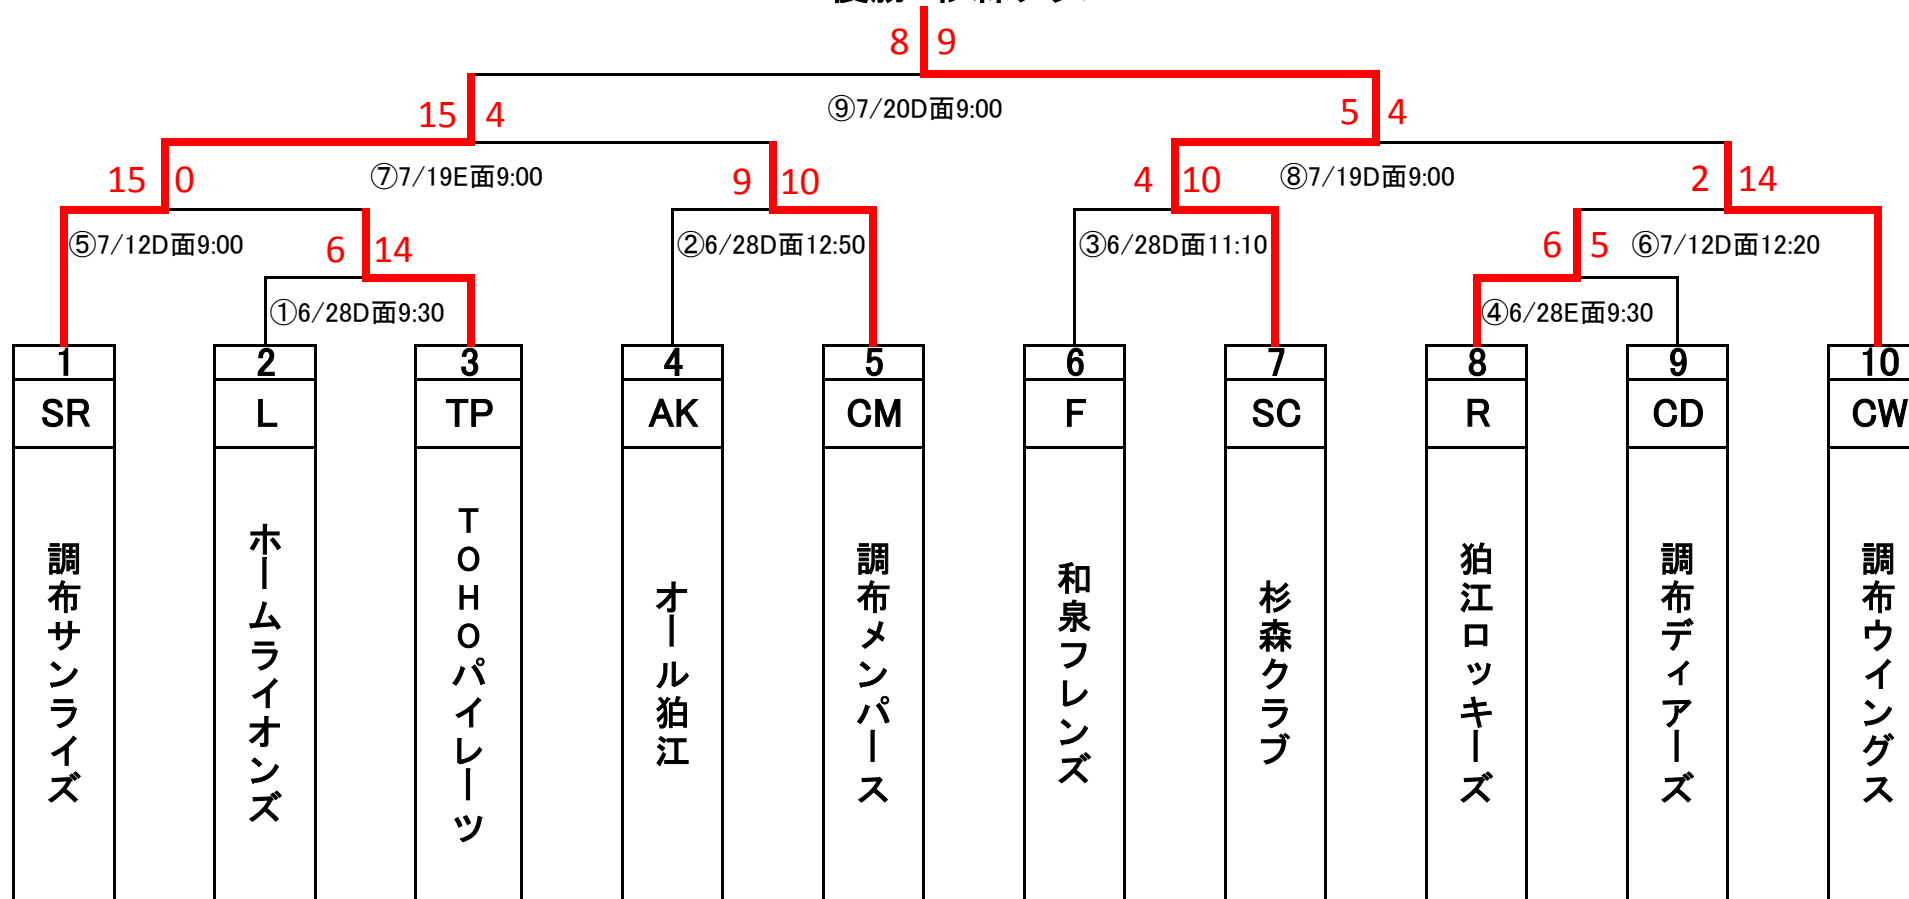 8 9
⑨7/20D面9:00
15 4
5 4
⑦7/19E面9:00
⑧7/19D面9:00
15 0
9 10
4 10
2 14
⑤7/12D面9:00
②6/28D面12:50
③6/28D面11:10
⑥7/12D面12:20
6 14
6 5
①6/28D面9:30
④6/28E面9:30
1 2 3 4 5 6 7 8 9 10
SR L TP AK CM F SC R CD CW
調布サンライズ
ホームライオンズ
TOHOパイレーツ
オール狛江
調布メンパース
和泉フレンズ
杉森クラブ
狛江ロッキーズ
調布ディアーズ
調布ウイングス